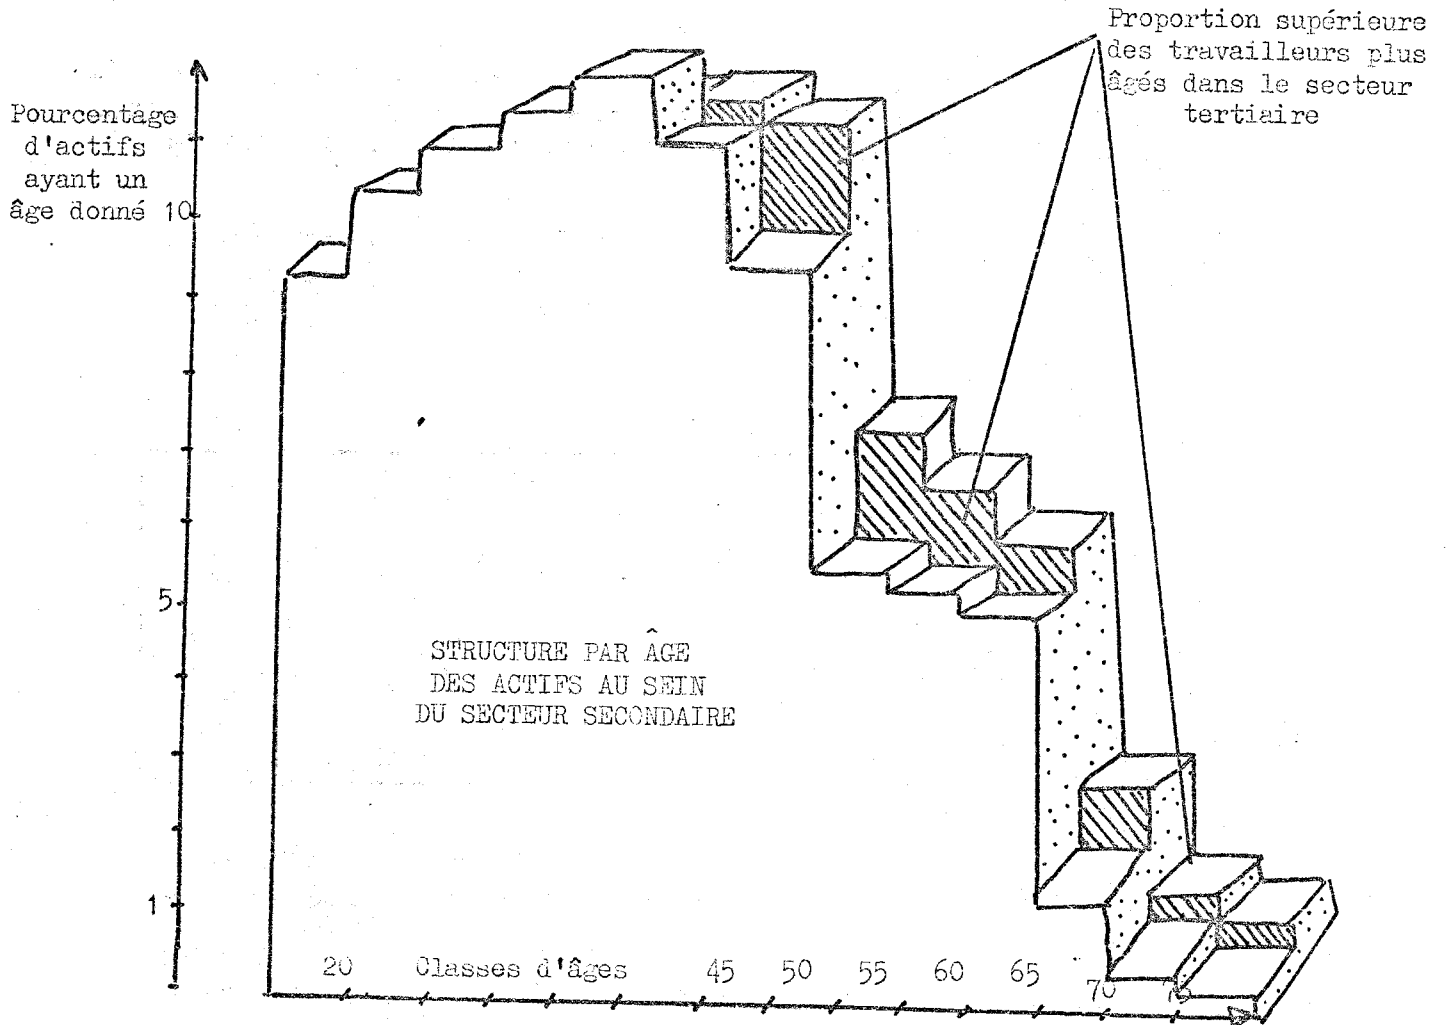 Proportion supérieure
des travailleurs plus
âgés dans le secteur
tertiaire
Pourcentage
d'actifs
ayant un
âge donné 10
5
STRUCTURE PAR ÂGE
DES ACTIFS AU SEIN
DU SECTEUR SECONDAIRE
1
20 Classes d'âges 45 50 55 60 65 70